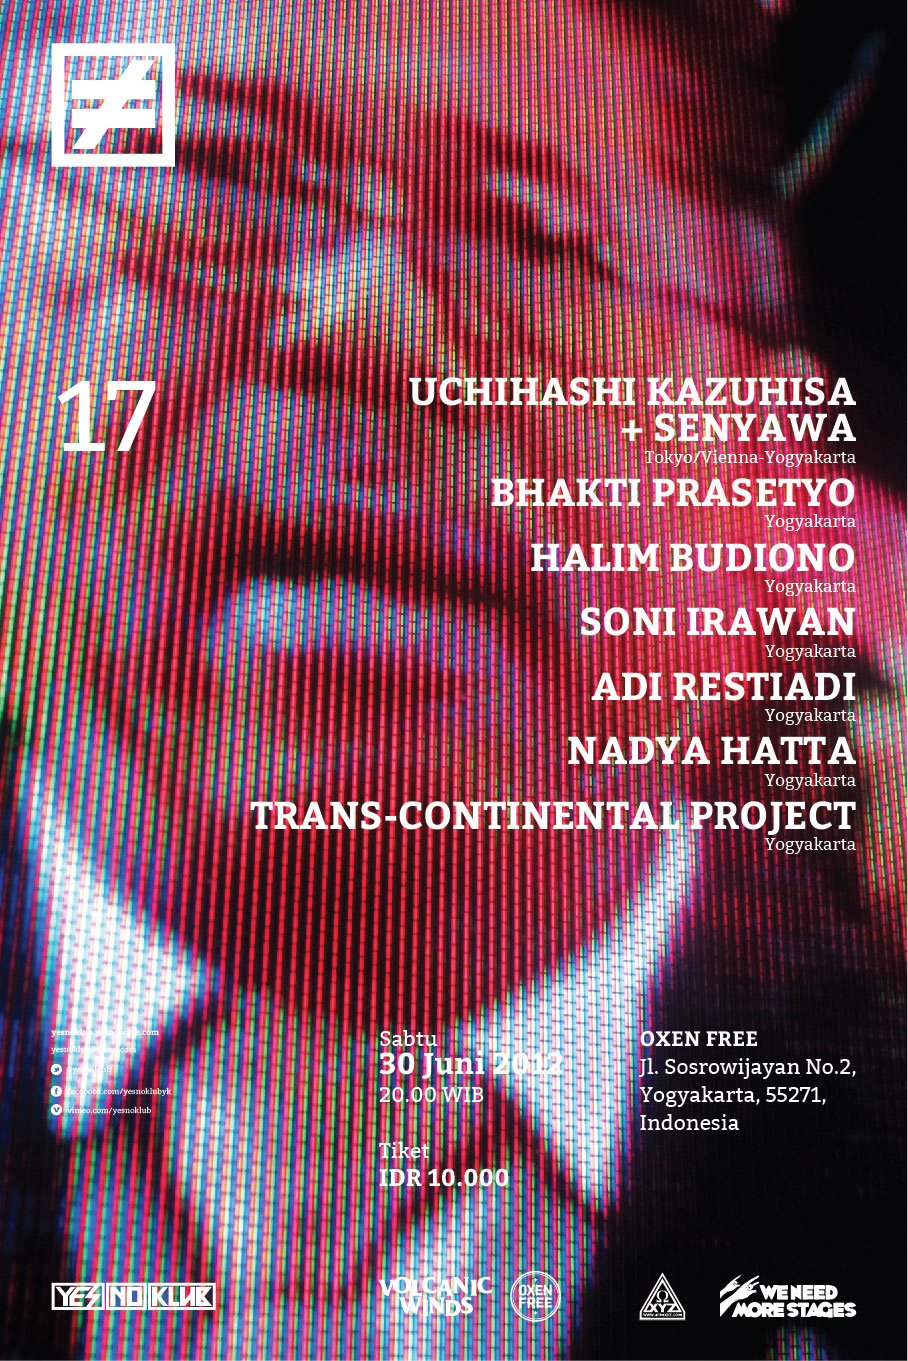 ≠
17
UCHIHASHI KAZUHISA
+ SENYAWA
Tokyo/Vienna-Yogyakarta
BHAKTI PRASETYO
Yogyakarta
HALIM BUDIONO
Yogyakarta
SONI IRAWAN
Yogyakarta
ADI RESTIADI
Yogyakarta
NADYA HATTA
Yogyakarta
TRANS-CONTINENTAL PROJECT
Yogyakarta
facebook.com/yesnoklubyk
vimeo.com/yesnoklub
Sabtu
30 Juni 2012
20.00 WIB
Tiket
IDR 10.000
OXEN FREE
Jl. Sosrowijayan No.2,
Yogyakarta, 55271,
Indonesia
YES NO KLUB
VOLCANIC
WINDS
OXEN
FREE
XYZ
WE NEED
MORE STAGES